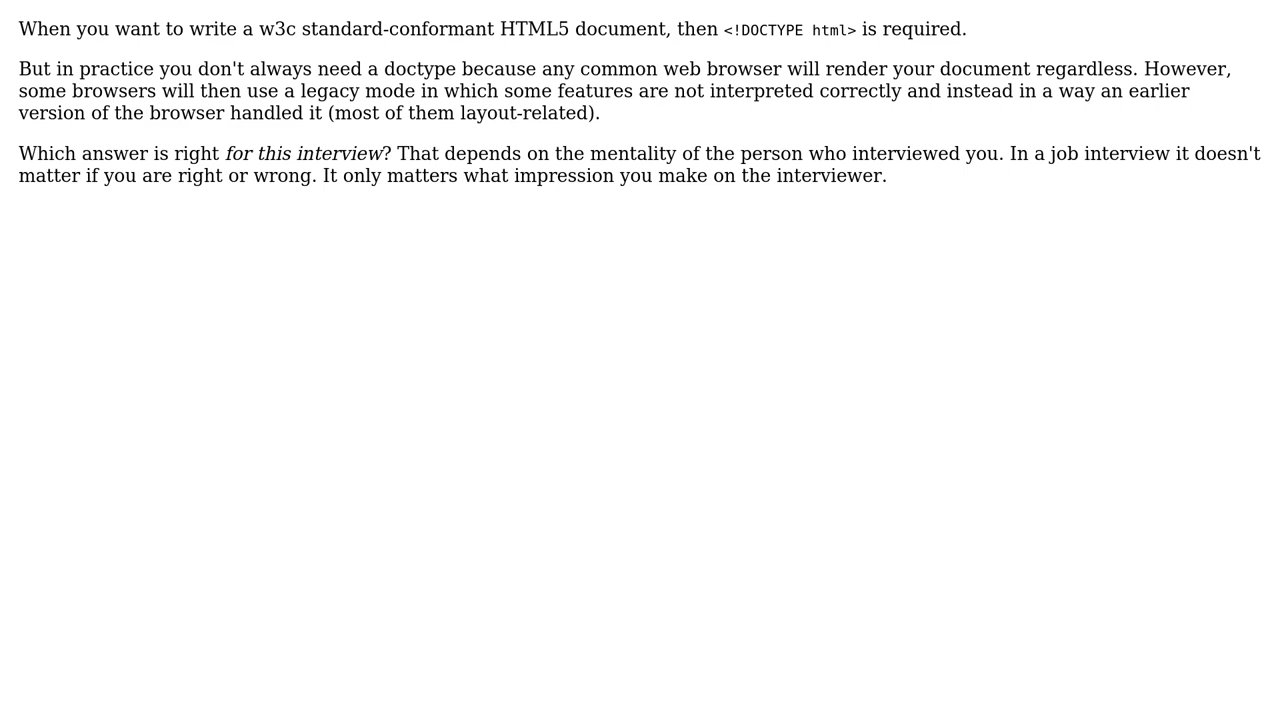 When you want to write a w3c standard-conformant HTML5 document, then <!DOCTYPE html> is required.
But in practice you don't always need a doctype because any common web browser will render your document regardless. However,
some browsers will then use a legacy mode in which some features are not interpreted correctly and instead in a way an earlier
version of the browser handled it (most of them layout-related).
Which answer is right for this interview? That depends on the mentality of the person who interviewed you. In a job interview it doesn't
matter if you are right or wrong. It only matters what impression you make on the interviewer.